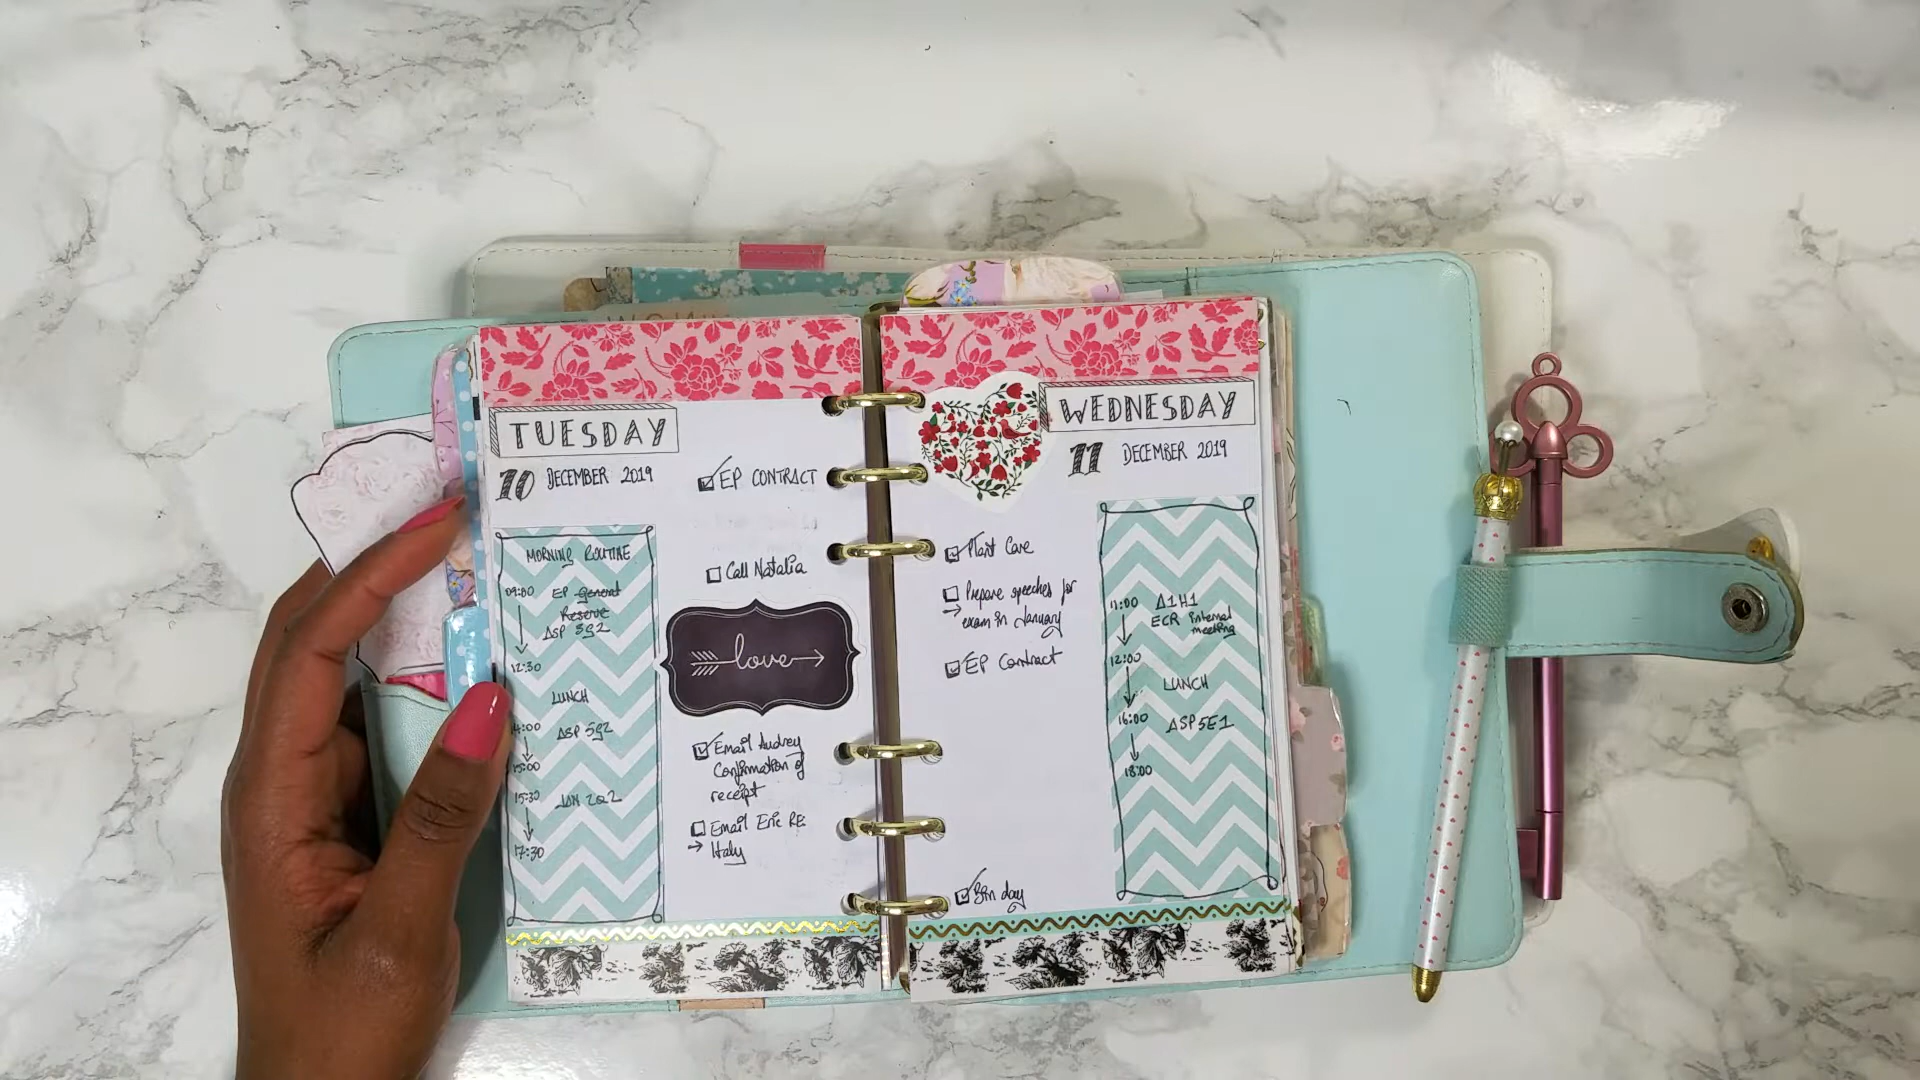 TUESDAY
10 DECEMBER 2019
EP CONTRACT
MORNING ROUTINE
09:00 EP General
Reserve
ASP 5G2
12:30
LUNCH
14:00 ASP 5G2
15:00
15:30
17:30
Call Natalia
love
Email Audrey
Confirmation of
receipt
Email Eric RE
Italy
WEDNESDAY
11 DECEMBER 2019
Plant Care
Prepare speeches for
exam in January
EP Contract
day
11:00 A1H1
ECR internal
meeting
12:00
LUNCH
16:00 ASP 5E1
18:00